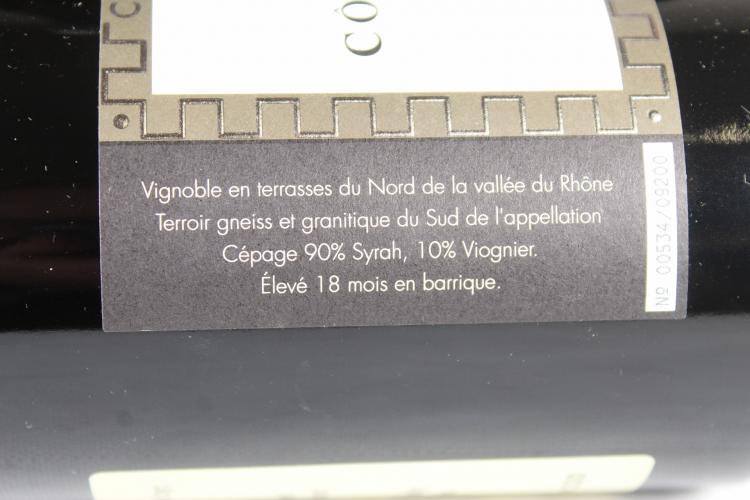 C
CÔ
Vignoble en terrasses du Nord de la vallée du Rhône
Terroir gneiss et granitique du Sud de l'appellation
Cépage 90% Syrah, 10% Viognier.
Élevé 18 mois en barrique.
Nº 00534/09200